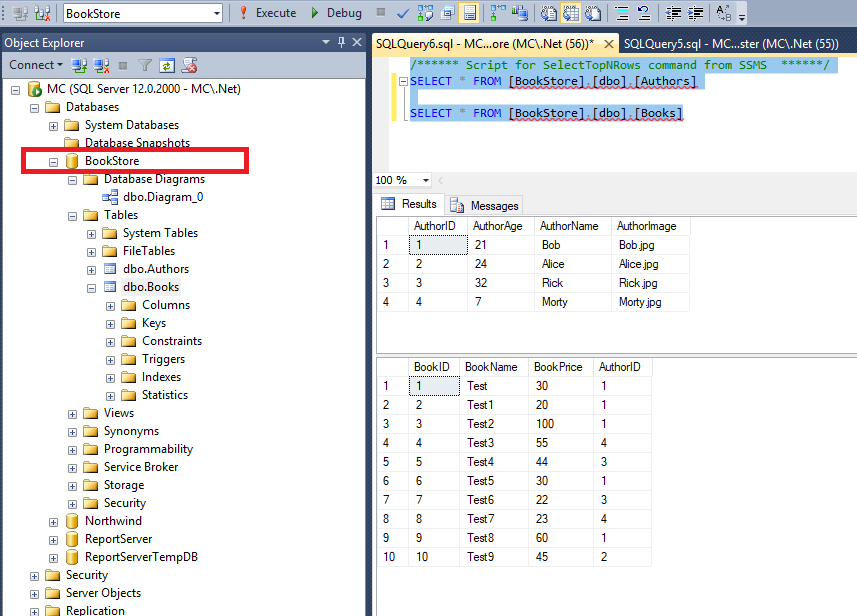 BookStore Execute Debug
Object Explorer
Connect
MC (SQL Server 12.0.2000 - MC\.Net)
Databases
System Databases
Database Snapshots
BookStore
Database Diagrams
dbo.Diagram_0
Tables
System Tables
FileTables
dbo.Authors
dbo.Books
Columns
Keys
Constraints
Triggers
Indexes
Statistics
Views
Synonyms
Programmability
Service Broker
Storage
Security
Northwind
ReportServer
ReportServerTempDB
Security
Server Objects
Replication
SQLQuery6.sql - MC...ore (MC\.Net (56))* SQLQuery5.sql - MC...ster (MC\.Net (55))
/****** Script for SelectTopNRows command from SSMS ******/
SELECT * FROM [BookStore].[dbo].[Authors]
SELECT * FROM [BookStore].[dbo].[Books]
100 %
Results Messages
AuthorID AuthorAge AuthorName AuthorImage
1 1 21 Bob Bob.jpg
2 2 24 Alice Alice.jpg
3 3 32 Rick Rick.jpg
4 4 7 Morty Morty.jpg
BookID BookName BookPrice AuthorID
1 1 Test 30 1
2 2 Test1 20 1
3 3 Test2 100 1
4 4 Test3 55 4
5 5 Test4 44 3
6 6 Test5 30 1
7 7 Test6 22 3
8 8 Test7 23 4
9 9 Test8 60 1
10 10 Test9 45 2